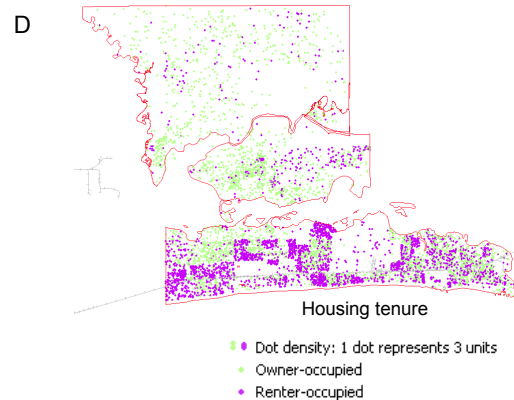 D
Housing tenure
Dot density: 1 dot represents 3 units
Owner-occupied
Renter-occupied